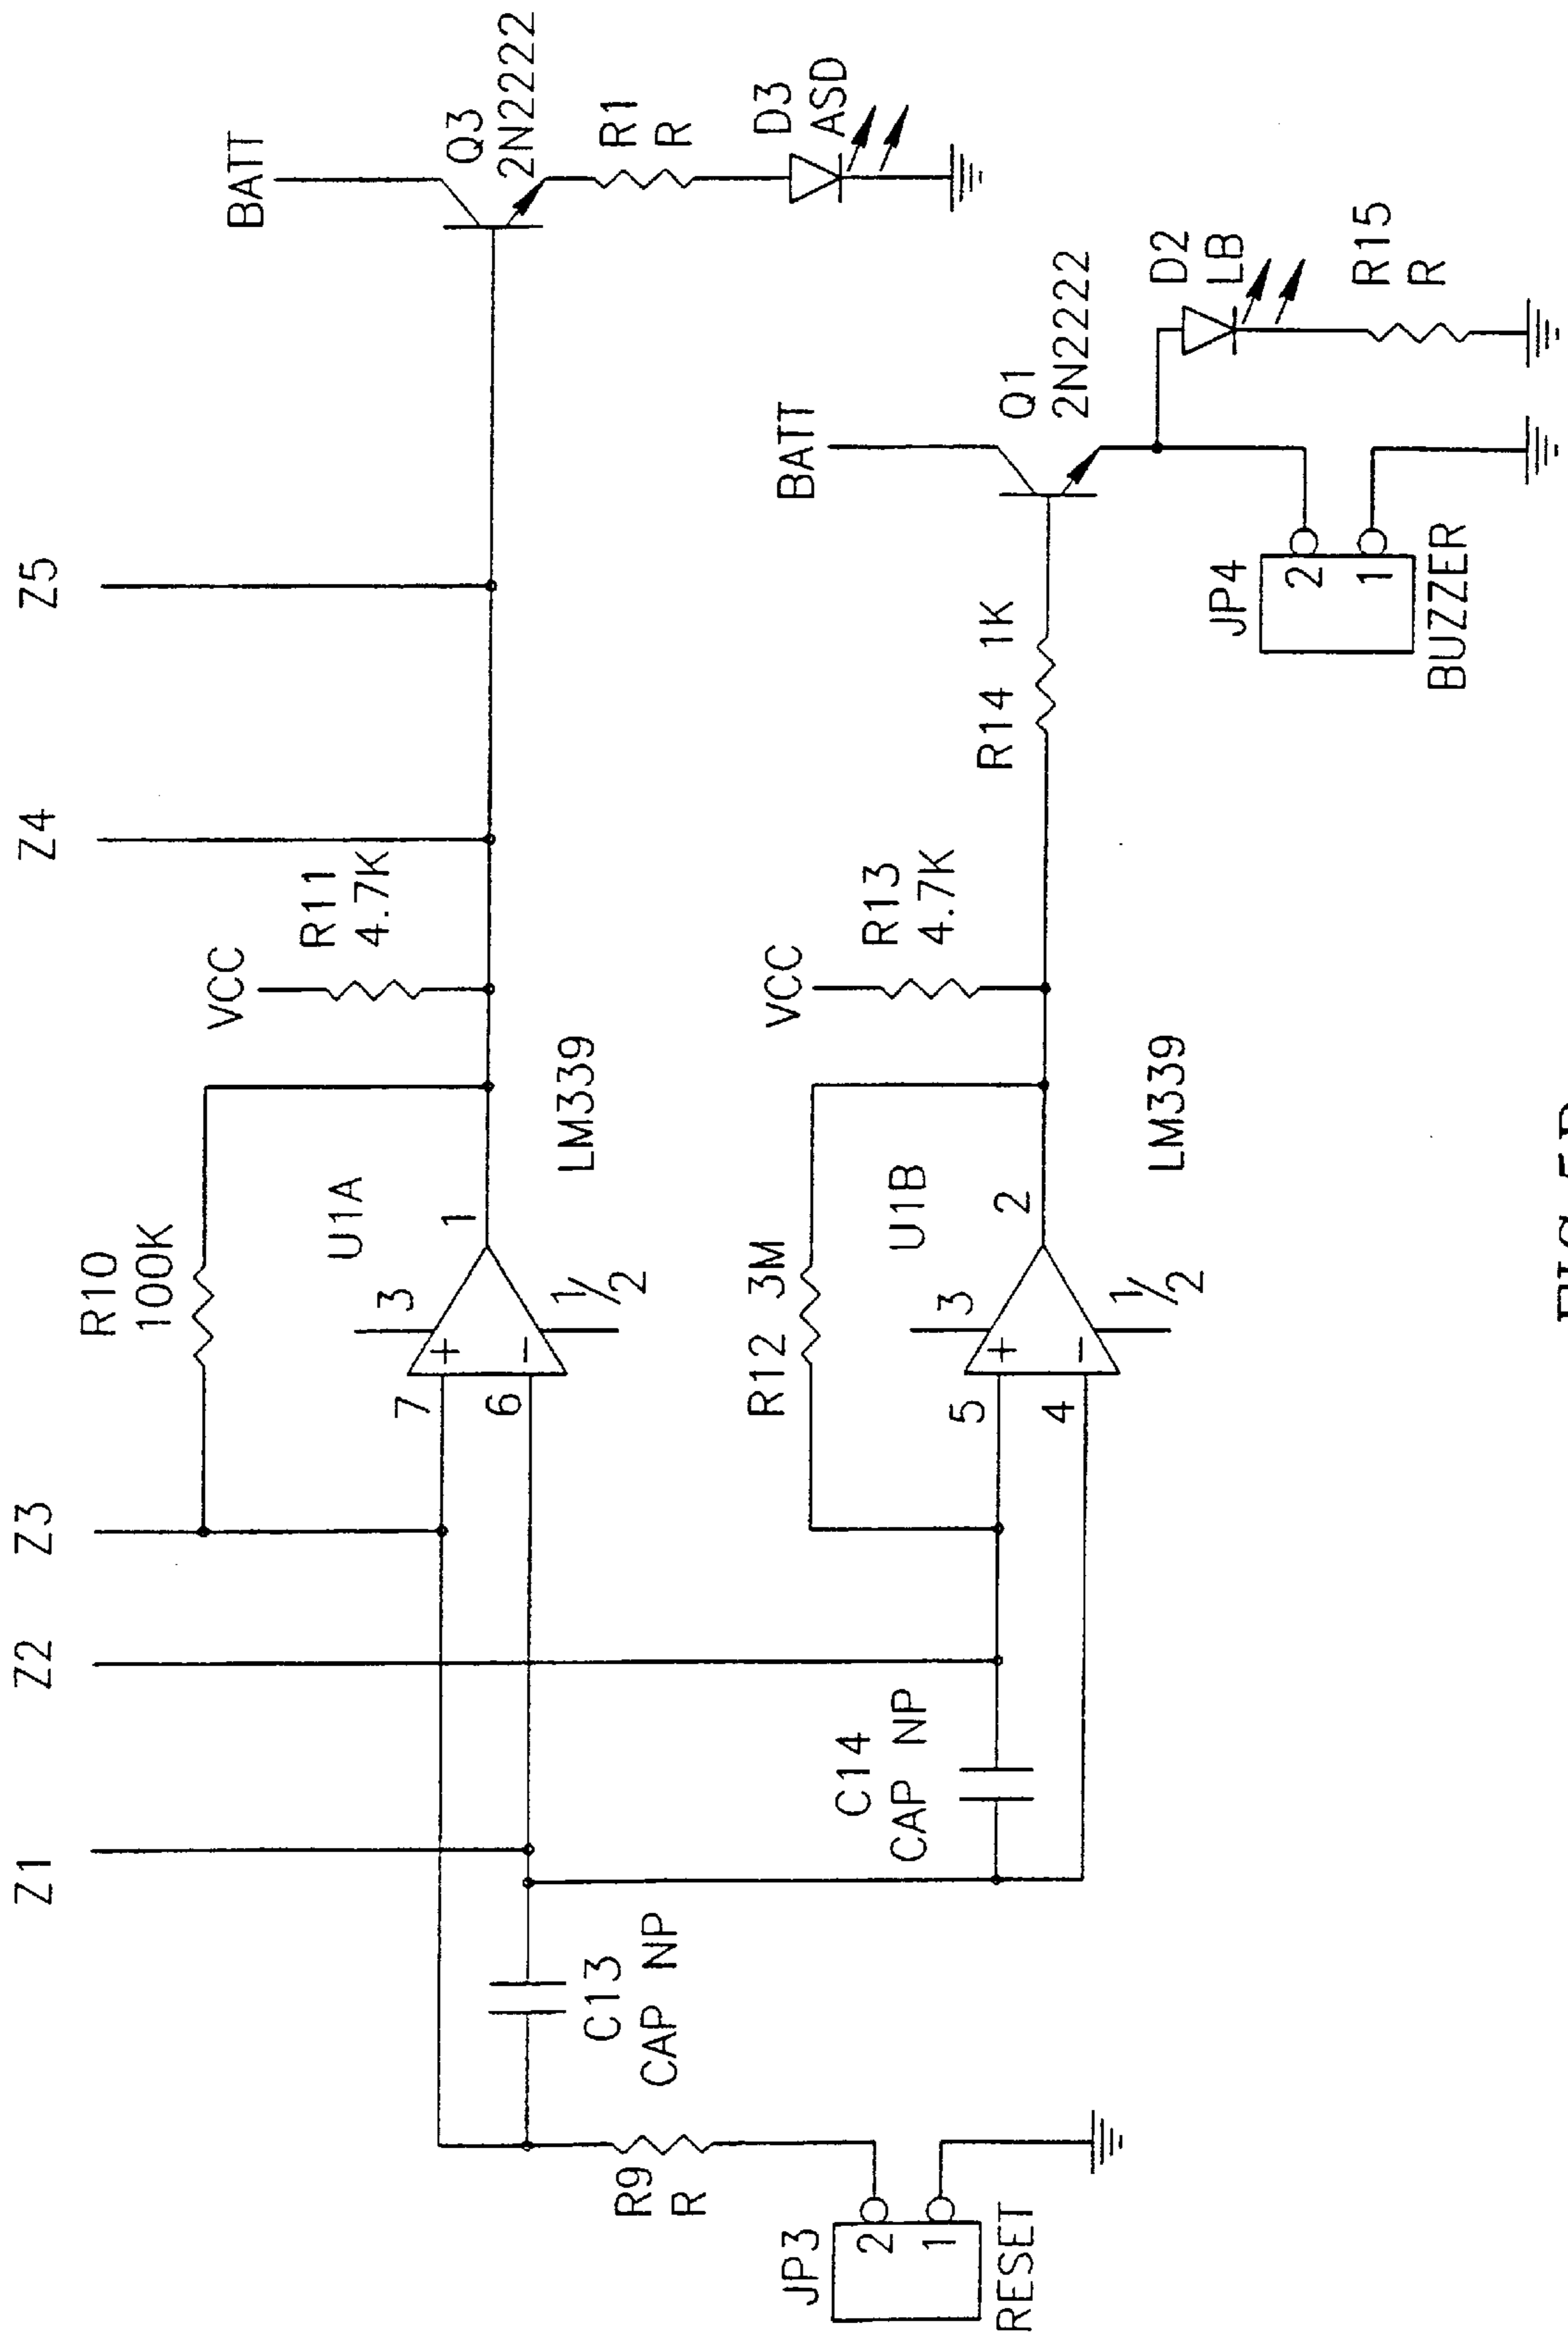 Z1
Z2
Z3
Z4
Z5
R10
100K
VCC
R11
4.7K
BATT
Q3
2N2222
R1
R
D3
ASD
U1A
7
6
3
1
+
-
1/2
LM339
C13
CAP NP
R9
R
JP3
2
1
RESET
C14
CAP NP
R12 3M
U1B
5
4
3
2
+
-
1/2
LM339
VCC
R13
4.7K
R14 1K
BATT
Q1
2N2222
D2
LB
R15
R
JP4
2
1
BUZZER